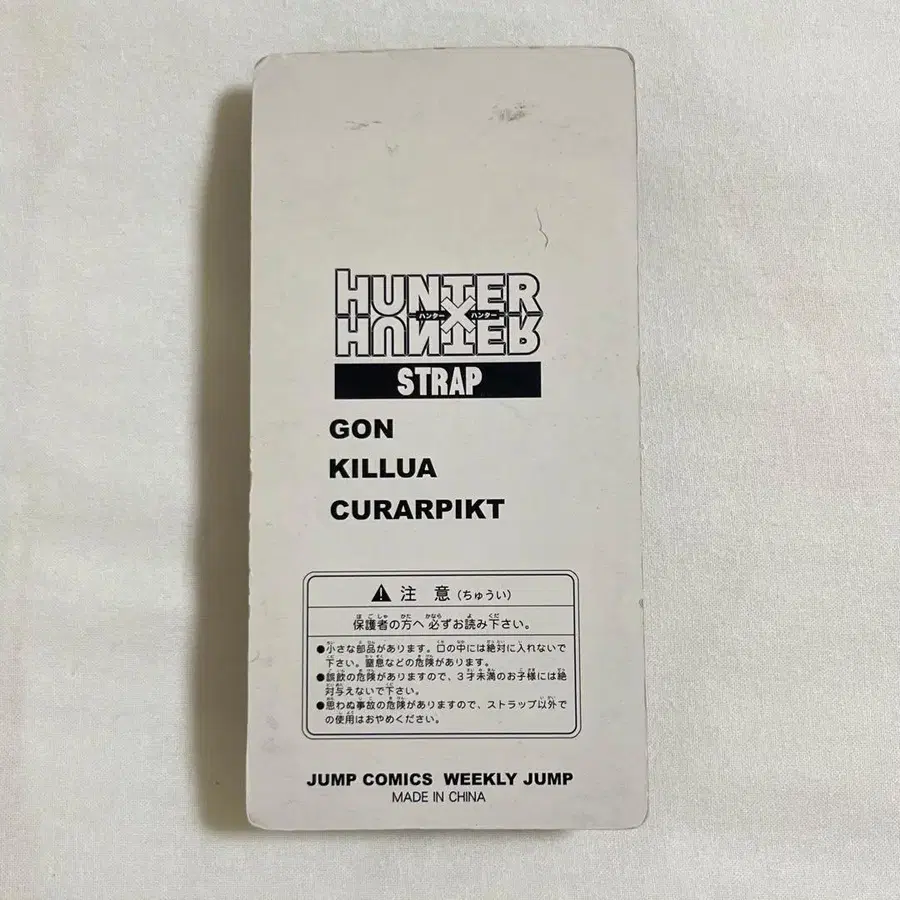 HUNTER
ハンター×ハンター
HUNTER
STRAP
GON
KILLUA
CURARPIKT
注 意 (ちゅうい)
保護者の方へ 必ずお読み下さい。
●小さな部品があります。口の中には絶対に入れないで
下さい。窒息などの危険があります。
●誤飲の危険がありますので、3才未満のお子様には絶
対与えないで下さい。
●思わぬ事故の危険がありますので、ストラップ以外で
の使用はおやめください。
JUMP COMICS WEEKLY JUMP
MADE IN CHINA